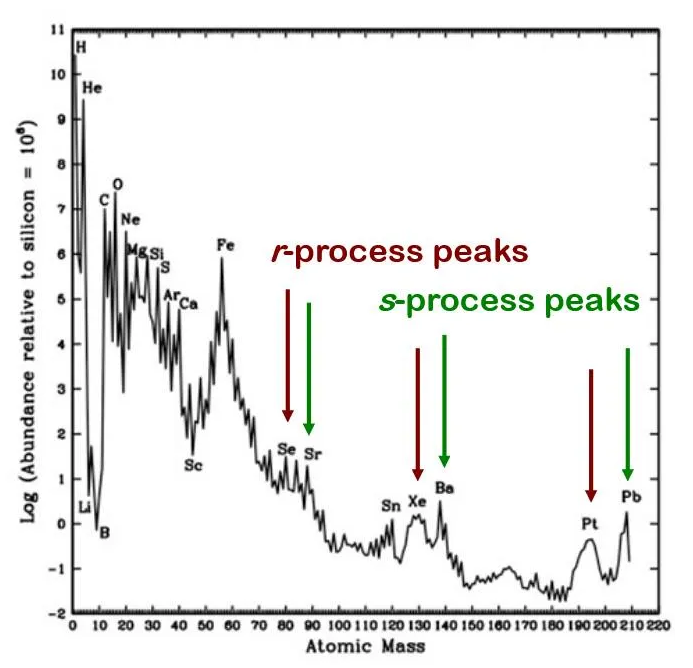 11
10
9
8
7
6
5
4
3
2
1
0
-1
-2
Log (Abundance relative to silicon = 10⁶)
H
He
Li
B
C
O
Ne
Mg
Si
S
Ar
Ca
Sc
Fe
r-process peaks
s-process peaks
Se
Sr
Sn
Xe
Ba
Pt
Pb
0 10 20 30 40 50 60 70 80 90 100 110 120 130 140 150 160 170 180 190 200 210 220
Atomic Mass